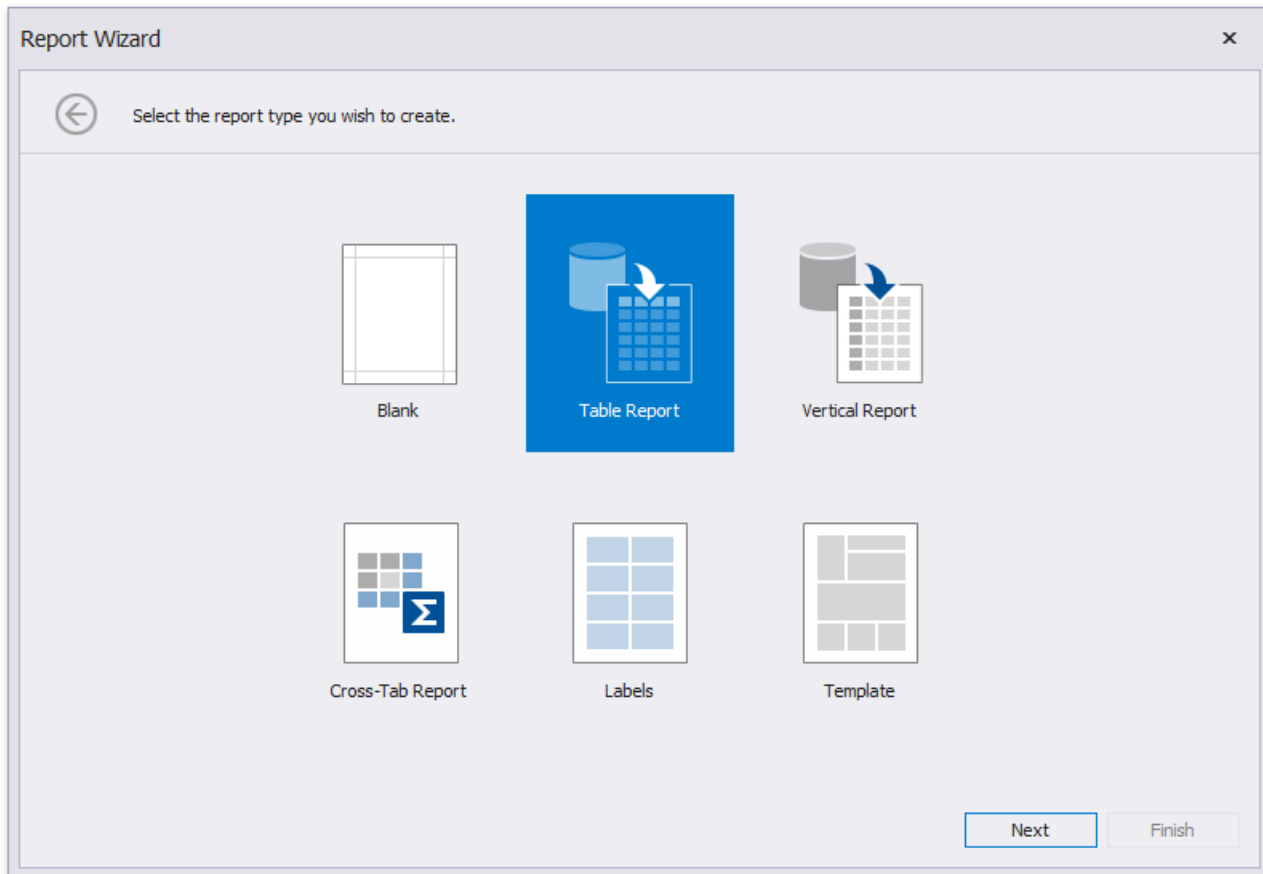 Report Wizard
Select the report type you wish to create.
Blank
Table Report
Vertical Report
Σ
Cross-Tab Report
Labels
Template
Next
Finish